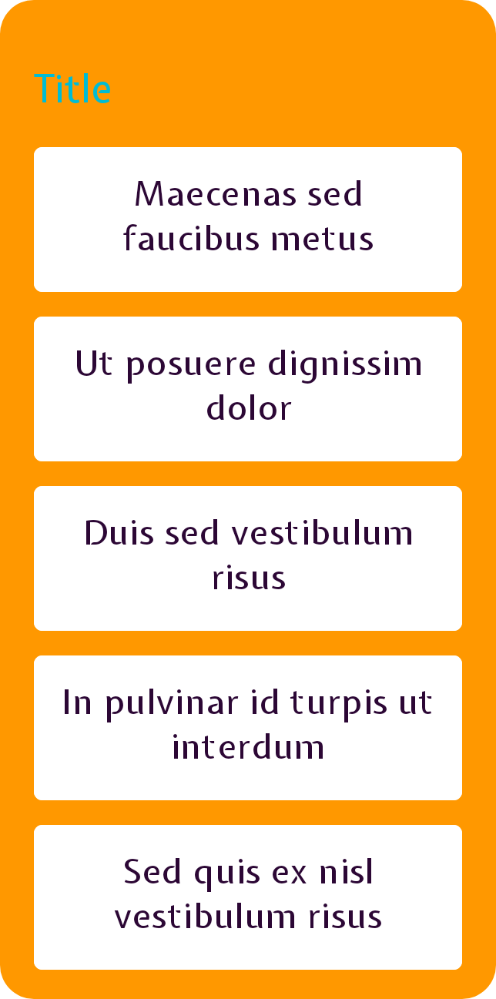 Title
Maecenas sed
faucibus metus
Ut posuere dignissim
dolor
Duis sed vestibulum
risus
In pulvinar id turpis ut
interdum
Sed quis ex nisl
vestibulum risus